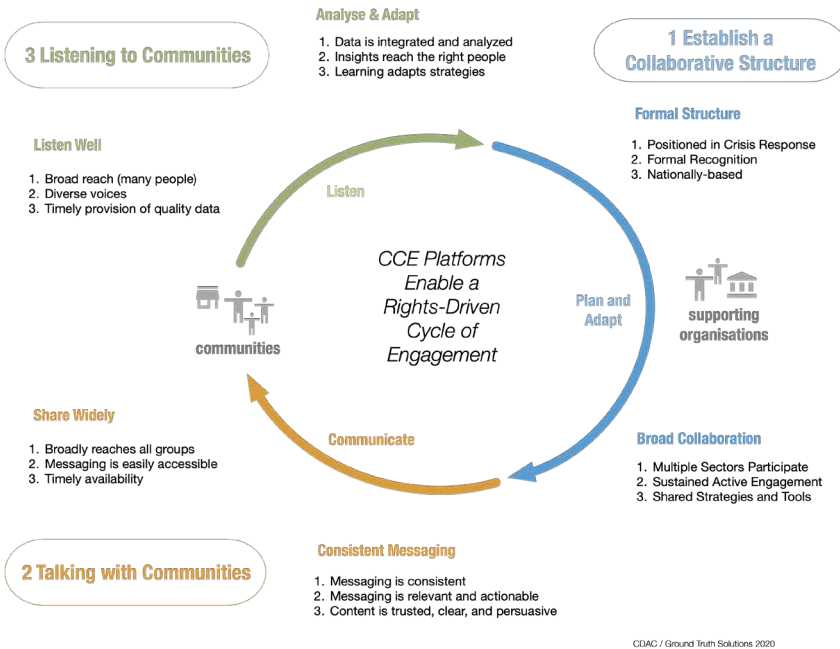 Analyse & Adapt
1. Data is integrated and analyzed
2. Insights reach the right people
3. Learning adapts strategies
3 Listening to Communities
1 Establish a
Collaborative Structure
Formal Structure
1. Positioned in Crisis Response
2. Formal Recognition
3. Nationally-based
Listen Well
1. Broad reach (many people)
2. Diverse voices
3. Timely provision of quality data
Listen
CCE Platforms
Enable a
Rights-Driven
Cycle of
Engagement
Plan and
Adapt
supporting
organisations
communities
Share Widely
1. Broadly reaches all groups
2. Messaging is easily accessible
3. Timely availability
Communicate
Broad Collaboration
1. Multiple Sectors Participate
2. Sustained Active Engagement
3. Shared Strategies and Tools
2 Talking with Communities
Consistent Messaging
1. Messaging is consistent
2. Messaging is relevant and actionable
3. Content is trusted, clear, and persuasive
CDAC / Ground Truth Solutions 2020